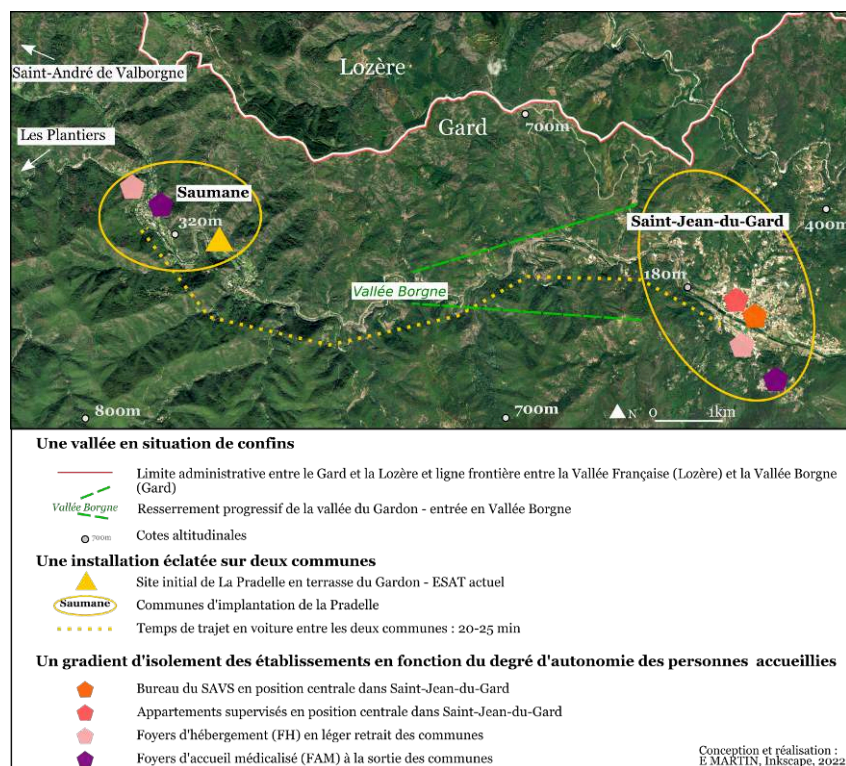 Lozère
Saint-André de Valborgne
Gard
700m
Les Plantiers
Saumane
320m
Saint-Jean-du-Gard
400m
180m
Vallée Borgne
800m
700m
N 0 1km
Une vallée en situation de confins
Limite administrative entre le Gard et la Lozère et ligne frontière entre la Vallée Française (Lozère) et la Vallée Borgne
(Gard)
Vallée Borgne Resserrement progressif de la vallée du Gardon - entrée en Vallée Borgne
700m Cotes altitudinales
Une installation éclatée sur deux communes
Site initial de La Pradelle en terrasse du Gardon - ESAT actuel
Saumane Communes d'implantation de la Pradelle
Temps de trajet en voiture entre les deux communes : 20-25 min
Un gradient d'isolement des établissements en fonction du degré d'autonomie des personnes accueillies
Bureau du SAVS en position centrale dans Saint-Jean-du-Gard
Appartements supervisés en position centrale dans Saint-Jean-du-Gard
Foyers d'hébergement (FH) en léger retrait des communes
Foyers d'accueil médicalisé (FAM) à la sortie des communes
Conception et réalisation :
E MARTIN, Inkscape, 2022